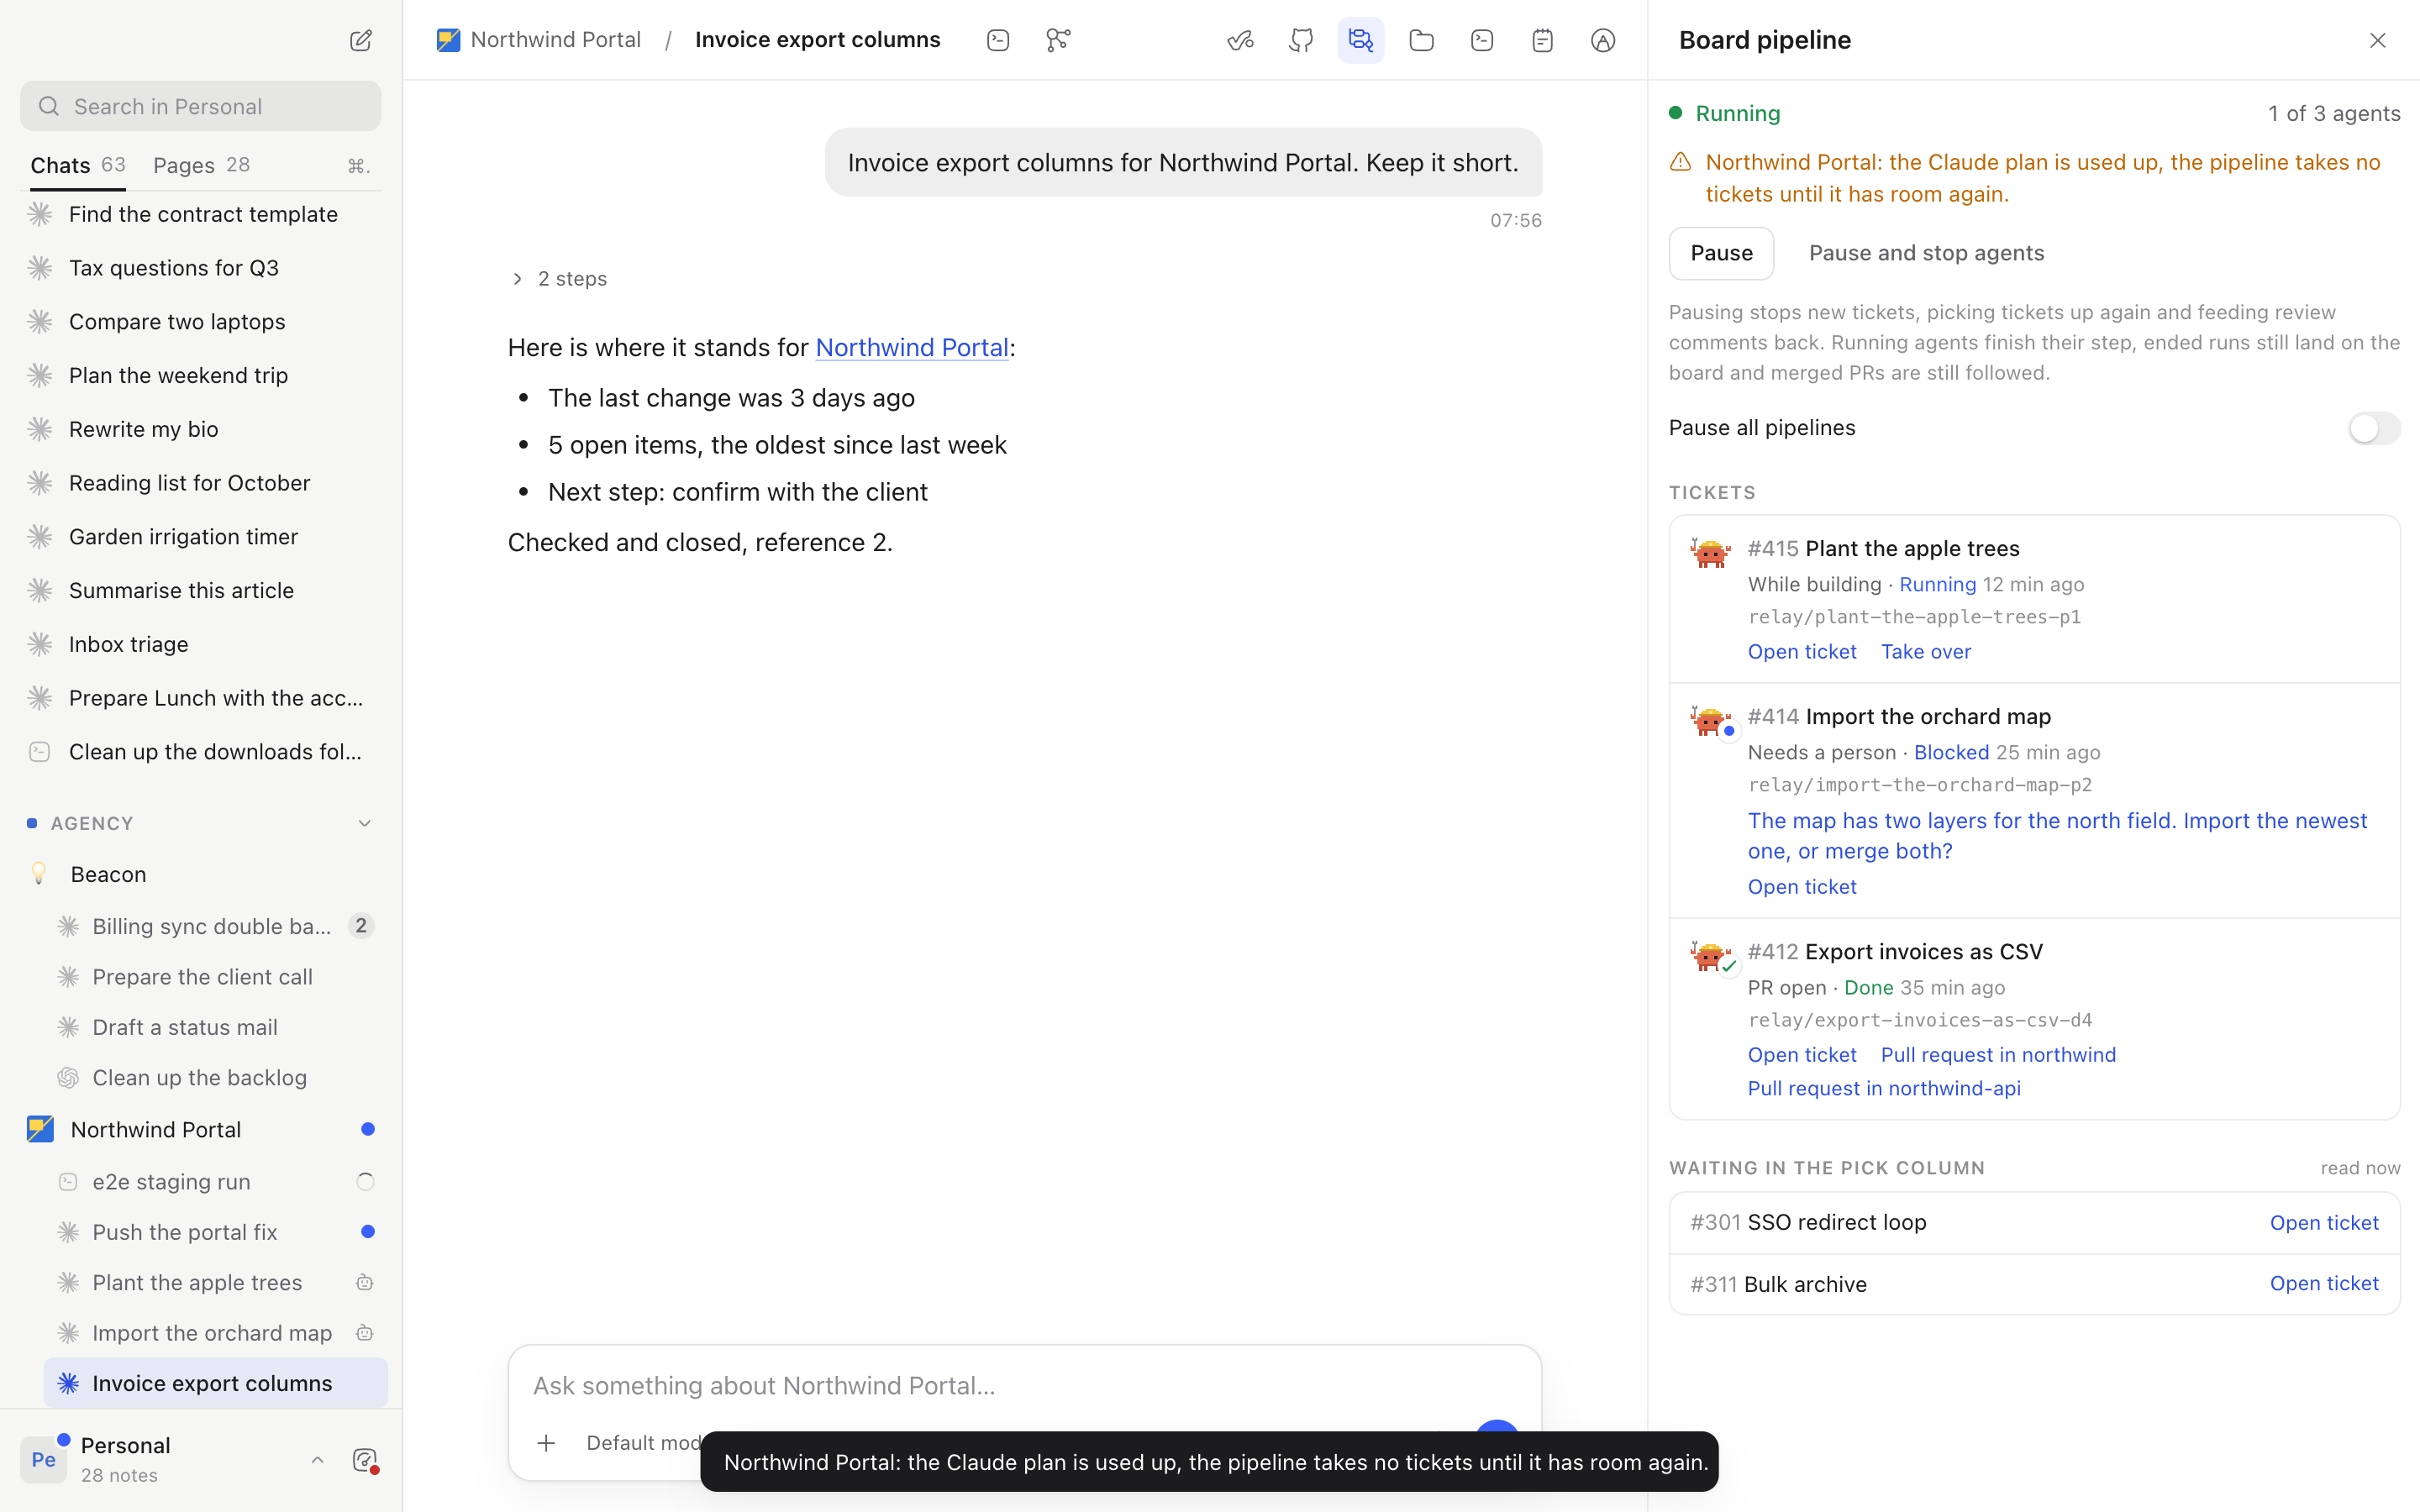 Search in Personal
Chats 63 Pages 28 ⌘.
Find the contract template
Tax questions for Q3
Compare two laptops
Plan the weekend trip
Rewrite my bio
Reading list for October
Garden irrigation timer
Summarise this article
Inbox triage
Prepare Lunch with the acc...
Clean up the downloads fol...
AGENCY
Beacon
Billing sync double ba... 2
Prepare the client call
Draft a status mail
Clean up the backlog
Northwind Portal
e2e staging run
Push the portal fix
Plant the apple trees
Import the orchard map
Invoice export columns
Pe Personal
28 notes
Northwind Portal / Invoice export columns
Invoice export columns for Northwind Portal. Keep it short.
07:56
2 steps
Here is where it stands for Northwind Portal:
• The last change was 3 days ago
• 5 open items, the oldest since last week
• Next step: confirm with the client
Checked and closed, reference 2.
Ask something about Northwind Portal...
Default mod
Northwind Portal: the Claude plan is used up, the pipeline takes no tickets until it has room again.
Board pipeline
Running 1 of 3 agents
Northwind Portal: the Claude plan is used up, the pipeline takes no
tickets until it has room again.
Pause Pause and stop agents
Pausing stops new tickets, picking tickets up again and feeding review
comments back. Running agents finish their step, ended runs still land on the
board and merged PRs are still followed.
Pause all pipelines
TICKETS
#415 Plant the apple trees
While building · Running 12 min ago
relay/plant-the-apple-trees-p1
Open ticket Take over
#414 Import the orchard map
Needs a person · Blocked 25 min ago
relay/import-the-orchard-map-p2
The map has two layers for the north field. Import the newest
one, or merge both?
Open ticket
#412 Export invoices as CSV
PR open · Done 35 min ago
relay/export-invoices-as-csv-d4
Open ticket Pull request in northwind
Pull request in northwind-api
WAITING IN THE PICK COLUMN read now
#301 SSO redirect loop Open ticket
#311 Bulk archive Open ticket